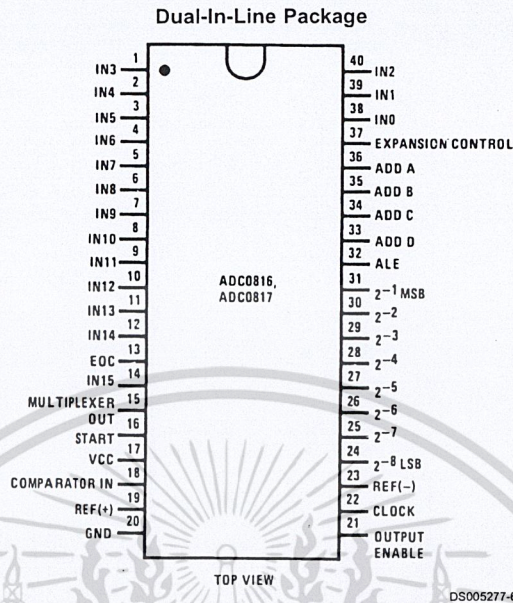 Dual-In-Line Package
1
IN3
2
IN4
3
IN5
4
IN6
5
IN7
6
IN8
7
IN9
8
IN10
9
IN11
10
IN12
11
IN13
12
IN14
13
EOC
14
IN15
15
MULTIPLEXER
OUT
16
START
17
VCC
18
COMPARATOR IN
19
REF(+)
20
GND
ADC0816,
ADC0817
40
IN2
39
IN1
38
IN0
37
EXPANSION CONTROL
36
ADD A
35
ADD B
34
ADD C
33
ADD D
32
ALE
31
2⁻¹ MSB
30
2⁻²
29
2⁻³
28
2⁻⁴
27
2⁻⁵
26
2⁻⁶
25
2⁻⁷
24
2⁻⁸ LSB
23
REF(−)
22
CLOCK
21
OUTPUT
ENABLE
TOP VIEW
DS005277-6